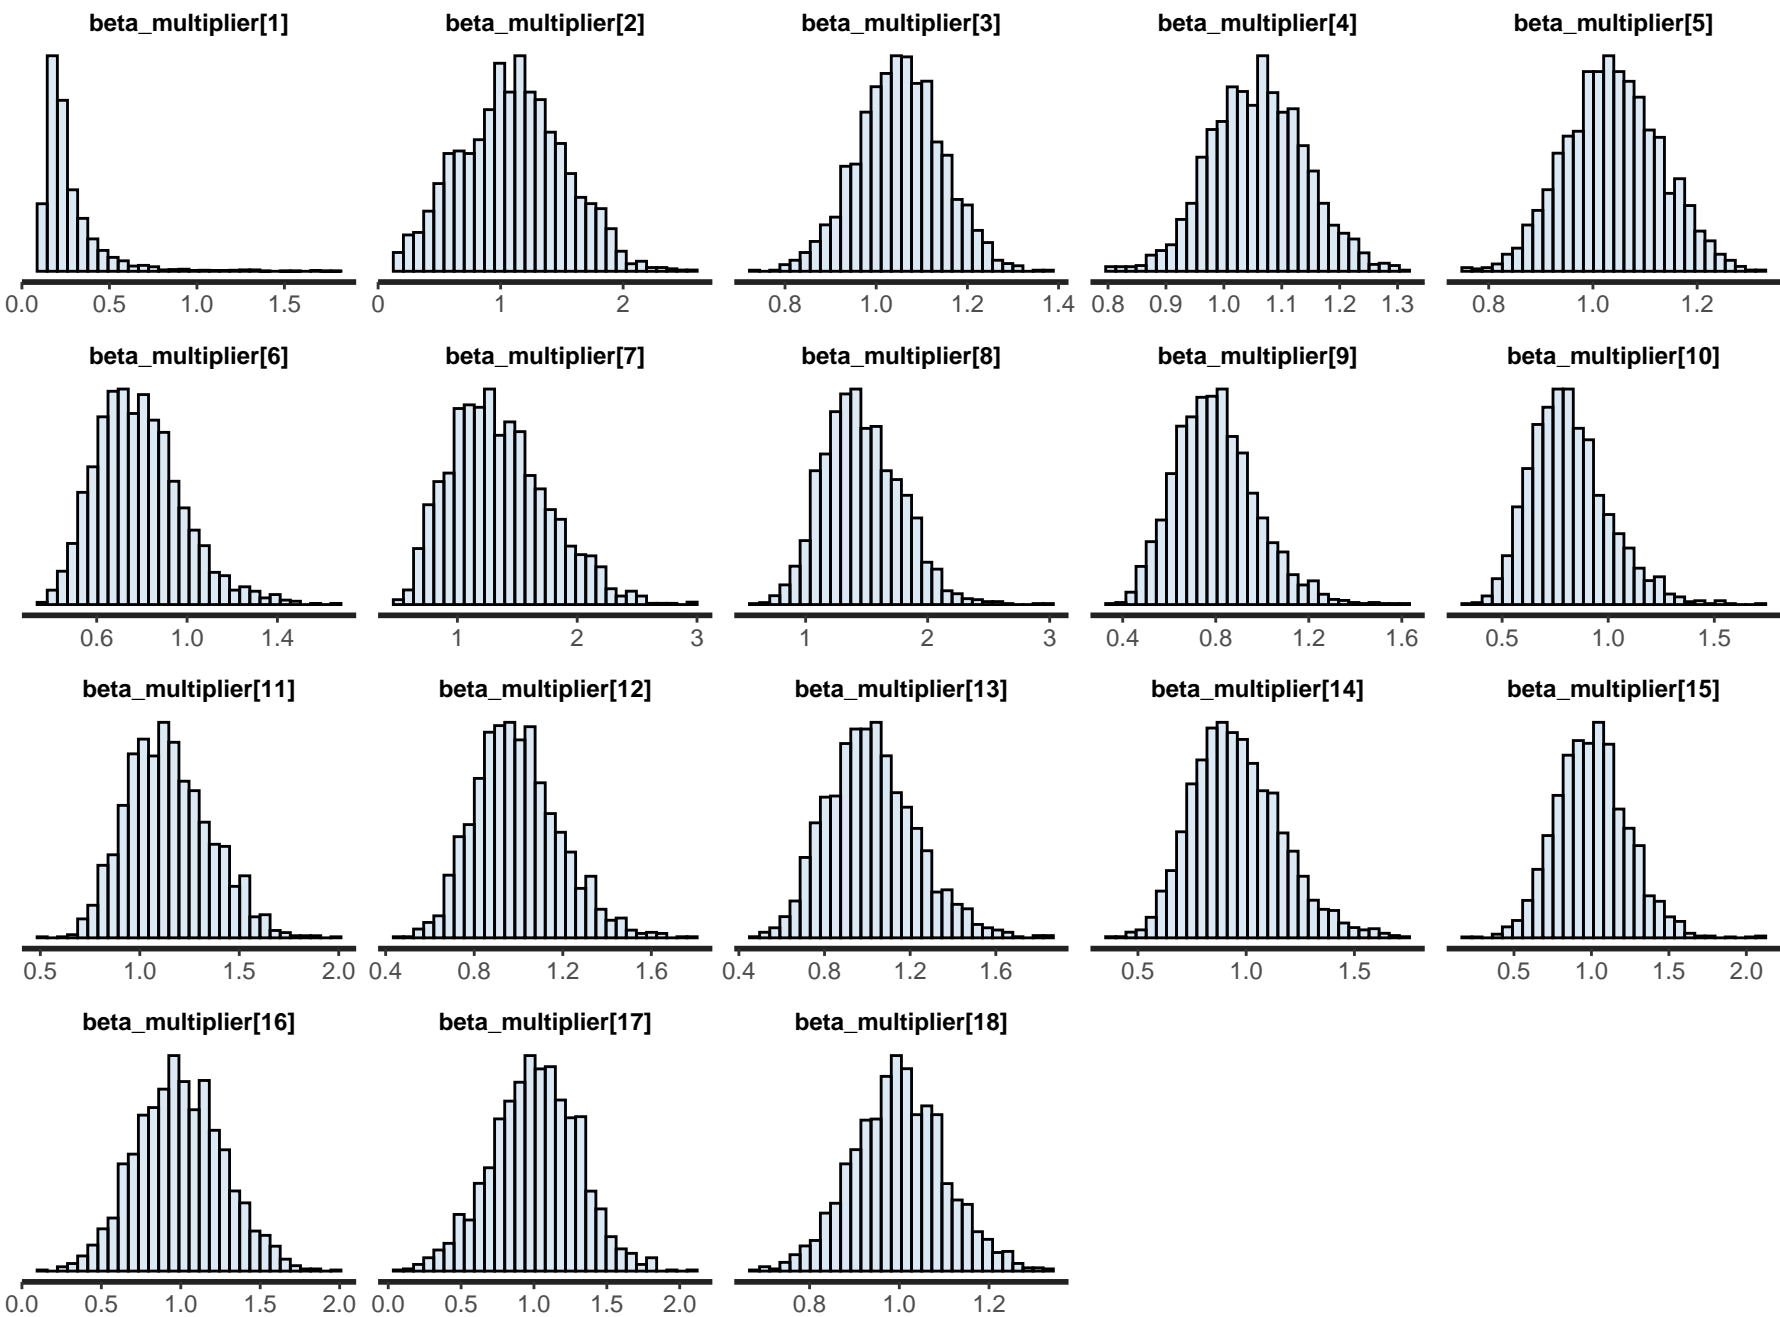 beta_multiplier[1] beta_multiplier[2] beta_multiplier[3] beta_multiplier[4] beta_multiplier[5]
0.0 0.5 1.0 1.5 0 1 2 0.8 1.0 1.2 1.4 0.8 0.9 1.0 1.1 1.2 1.3 0.8 1.0 1.2
beta_multiplier[6] beta_multiplier[7] beta_multiplier[8] beta_multiplier[9] beta_multiplier[10]
0.6 1.0 1.4 1 2 3 1 2 3 0.4 0.8 1.2 1.6 0.5 1.0 1.5
beta_multiplier[11] beta_multiplier[12] beta_multiplier[13] beta_multiplier[14] beta_multiplier[15]
0.5 1.0 1.5 2.0 0.4 0.8 1.2 1.6 0.4 0.8 1.2 1.6 0.5 1.0 1.5 0.5 1.0 1.5 2.0
beta_multiplier[16] beta_multiplier[17] beta_multiplier[18]
0.0 0.5 1.0 1.5 2.0 0.0 0.5 1.0 1.5 2.0 0.8 1.0 1.2